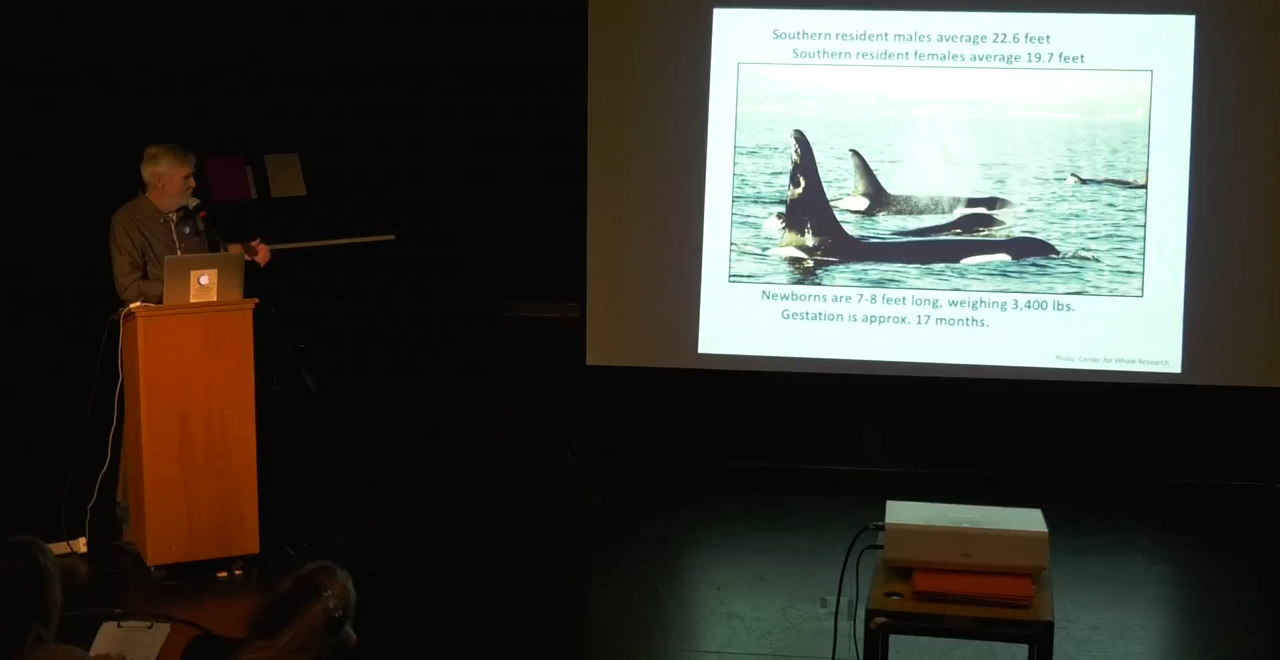 Southern resident males average 22.6 feet
Southern resident females average 19.7 feet
Newborns are 7-8 feet long, weighing 3,400 lbs.
Gestation is approx. 17 months.
Photo: Center for Whale Research